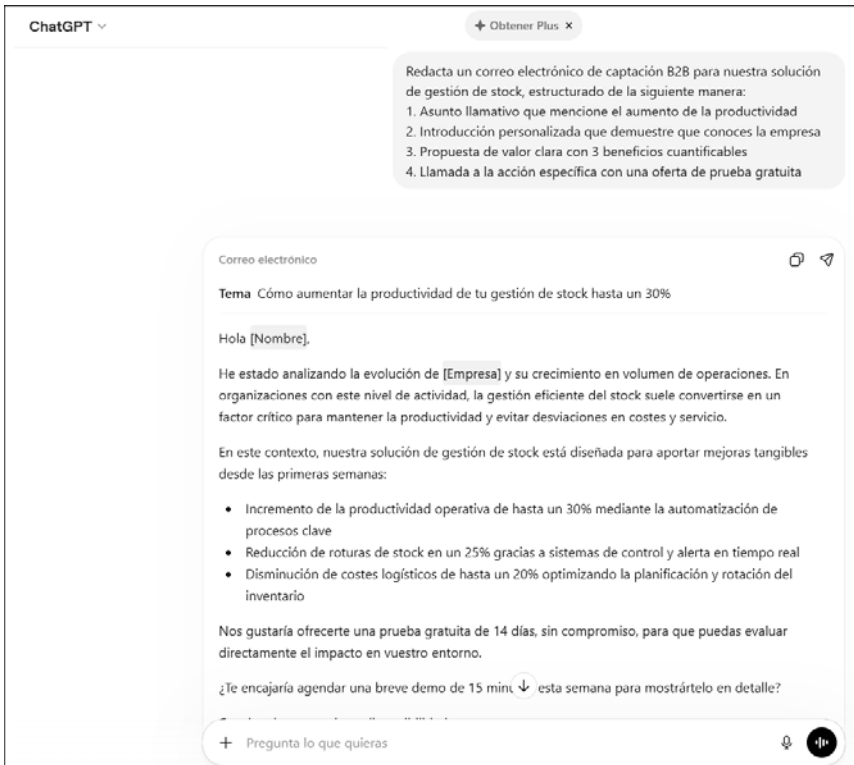 ChatGPT
Obtener Plus ×
Redacta un correo electrónico de captación B2B para nuestra solución
de gestión de stock, estructurado de la siguiente manera:
1. Asunto llamativo que mencione el aumento de la productividad
2. Introducción personalizada que demuestre que conoces la empresa
3. Propuesta de valor clara con 3 beneficios cuantificables
4. Llamada a la acción específica con una oferta de prueba gratuita
Correo electrónico
Tema Cómo aumentar la productividad de tu gestión de stock hasta un 30%
Hola [Nombre],
He estado analizando la evolución de [Empresa] y su crecimiento en volumen de operaciones. En
organizaciones con este nivel de actividad, la gestión eficiente del stock suele convertirse en un
factor crítico para mantener la productividad y evitar desviaciones en costes y servicio.
En este contexto, nuestra solución de gestión de stock está diseñada para aportar mejoras tangibles
desde las primeras semanas:
• Incremento de la productividad operativa de hasta un 30% mediante la automatización de
procesos clave
• Reducción de roturas de stock en un 25% gracias a sistemas de control y alerta en tiempo real
• Disminución de costes logísticos de hasta un 20% optimizando la planificación y rotación del
inventario
Nos gustaría ofrecerte una prueba gratuita de 14 días, sin compromiso, para que puedas evaluar
directamente el impacto en vuestro entorno.
¿Te encajaría agendar una breve demo de 15 minu esta semana para mostrártelo en detalle?
Pregunta lo que quieras